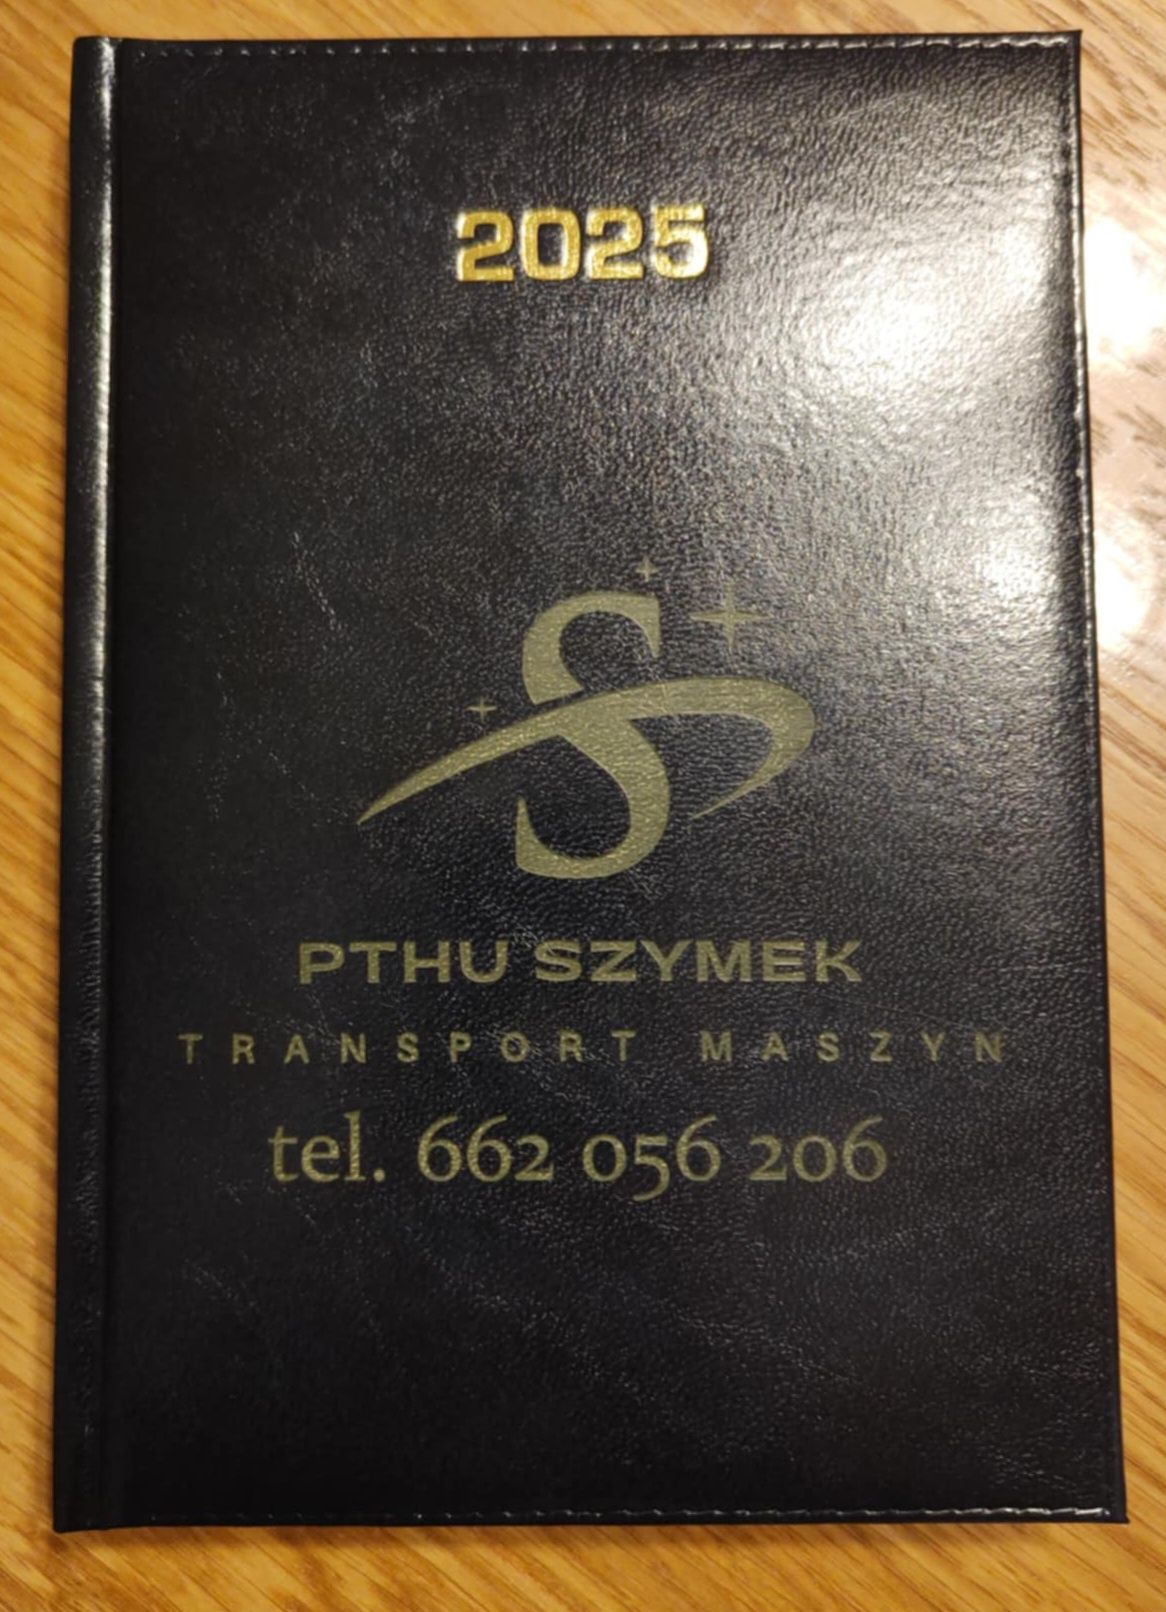 2025
S
PTHU SZYMEK
TRANSPORT MASZYN
tel. 662 056 206